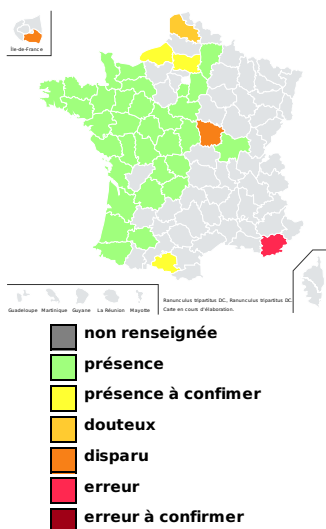 Île-de-France
Guadeloupe Martinique Guyane La Réunion Mayotte
Ranunculus tripartitus DC., Ranunculus tripartitus DC.
Carte en cours d'élaboration.
non renseignée
présence
présence à confimer
douteux
disparu
erreur
erreur à confirmer